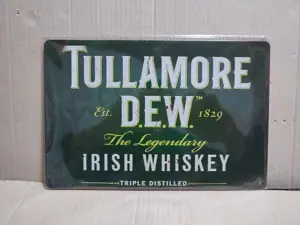 TULLAMORE
D.E.W.™
Est. 1829
The Legendary
IRISH WHISKEY
TRIPLE DISTILLED